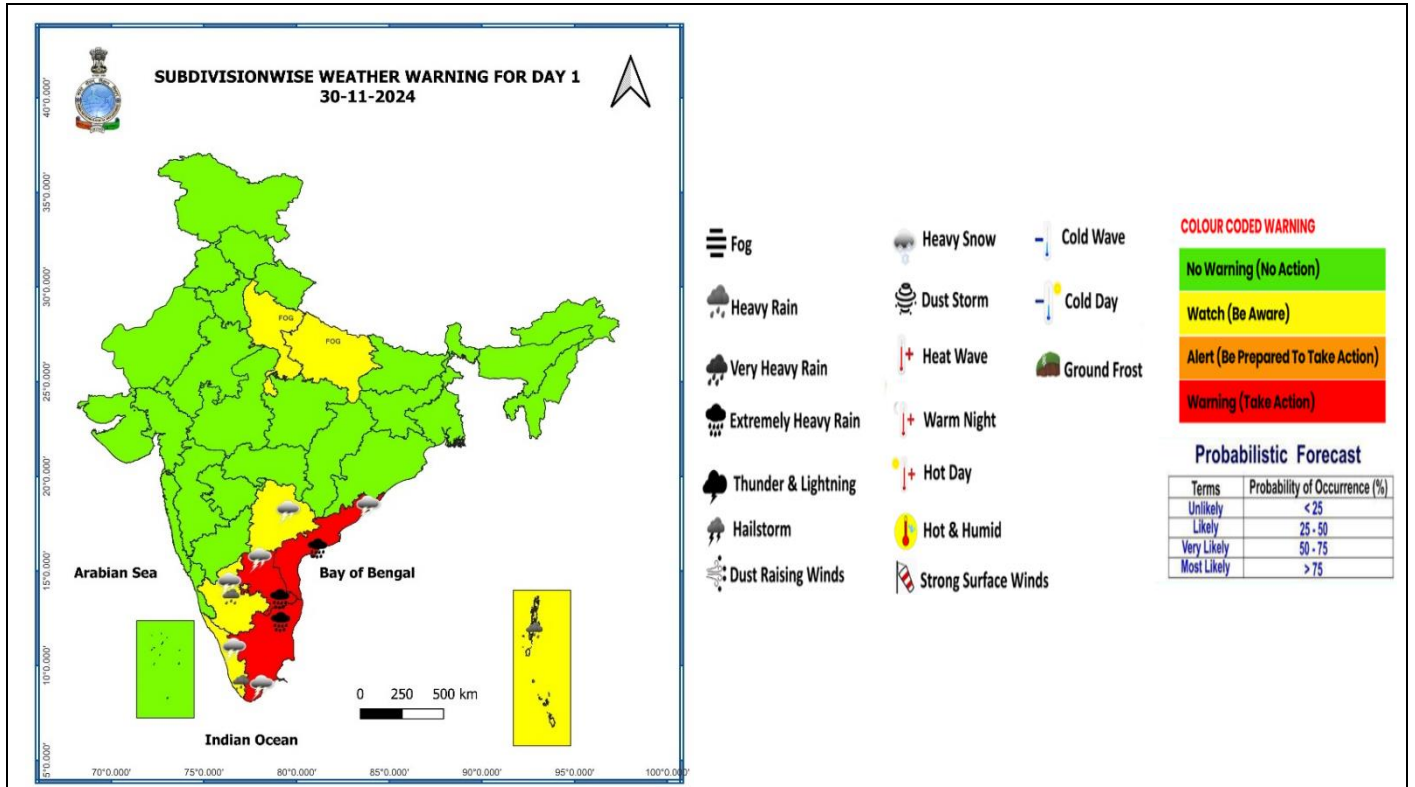 SUBDIVISIONWISE WEATHER WARNING FOR DAY 1
30-11-2024
40°0.000'
35°0.000'
30°0.000'
25°0.000'
20°0.000'
15°0.000'
10°0.000'
5°0.000'
FOG
FOG
Arabian Sea
Bay of Bengal
0 250 500 km
Indian Ocean
70°0.000' 75°0.000' 80°0.000' 85°0.000' 90°0.000' 95°0.000' 100°0.000'
Fog
Heavy Rain
Very Heavy Rain
Extremely Heavy Rain
Thunder & Lightning
Hailstorm
Dust Raising Winds
Heavy Snow
Dust Storm
Heat Wave
Warm Night
Hot Day
Hot & Humid
Strong Surface Winds
Cold Wave
Cold Day
Ground Frost
COLOUR CODED WARNING
No Warning (No Action)
Watch (Be Aware)
Alert (Be Prepared To Take Action)
Warning (Take Action)
Probabilistic Forecast
Terms Probability of Occurrence (%)
Unlikely < 25
Likely 25 - 50
Very Likely 50 - 75
Most Likely > 75